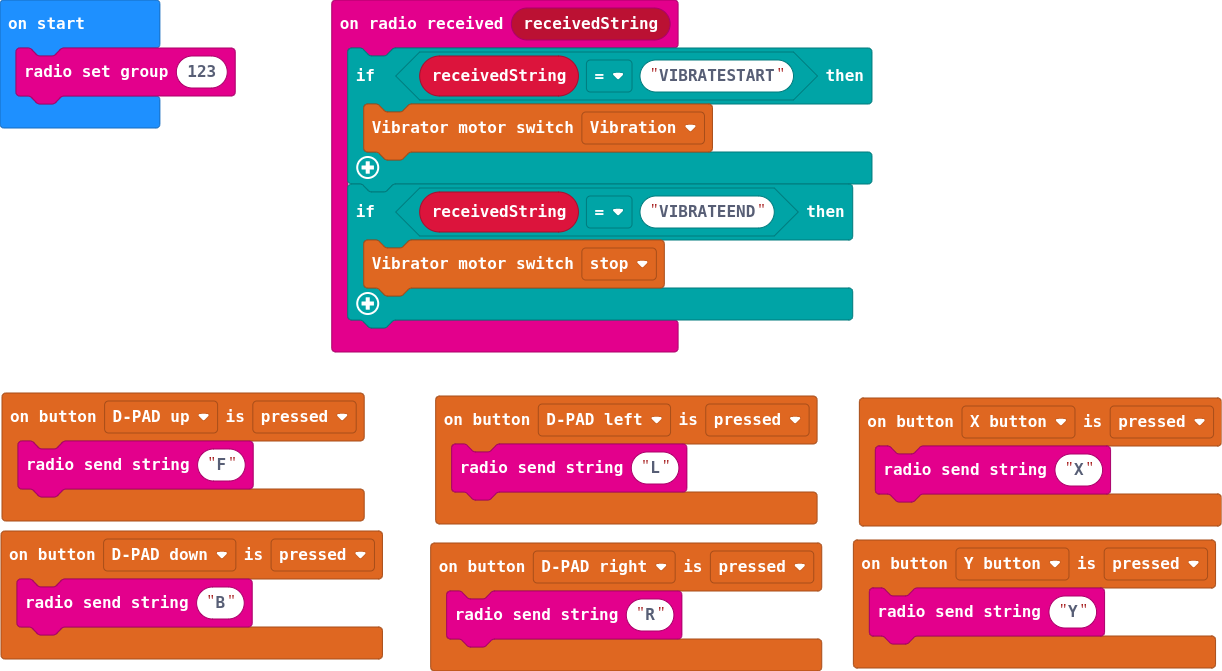 on start
radio set group 123
on radio received receivedString
if receivedString = "VIBRATESTART" then
Vibrator motor switch Vibration
if receivedString = "VIBRATEEND" then
Vibrator motor switch stop
on button D-PAD up is pressed
radio send string "F"
on button D-PAD left is pressed
radio send string "L"
on button X button is pressed
radio send string "X"
on button D-PAD down is pressed
radio send string "B"
on button D-PAD right is pressed
radio send string "R"
on button Y button is pressed
radio send string "Y"